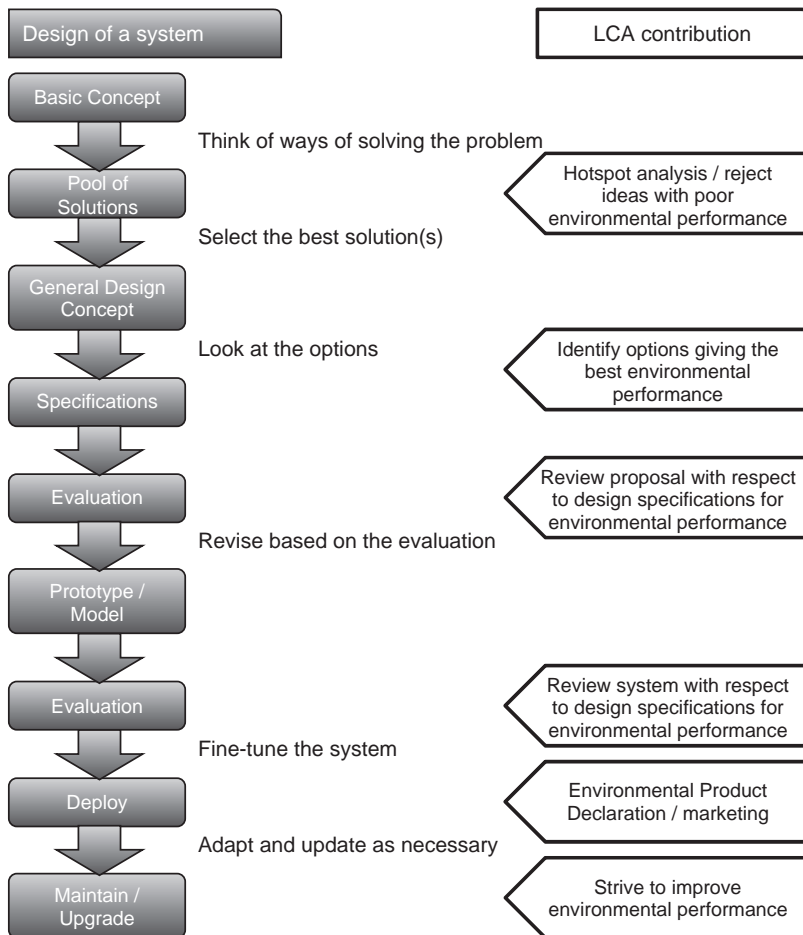 Design of a system
LCA contribution
Basic Concept
Think of ways of solving the problem
Pool of
Solutions
Hotspot analysis / reject
ideas with poor
environmental performance
Select the best solution(s)
General Design
Concept
Look at the options
Identify options giving the
best environmental
performance
Specifications
Evaluation
Review proposal with respect
to design specifications for
environmental performance
Revise based on the evaluation
Prototype /
Model
Evaluation
Review system with respect
to design specifications for
environmental performance
Fine-tune the system
Deploy
Environmental Product
Declaration / marketing
Adapt and update as necessary
Maintain /
Upgrade
Strive to improve
environmental performance